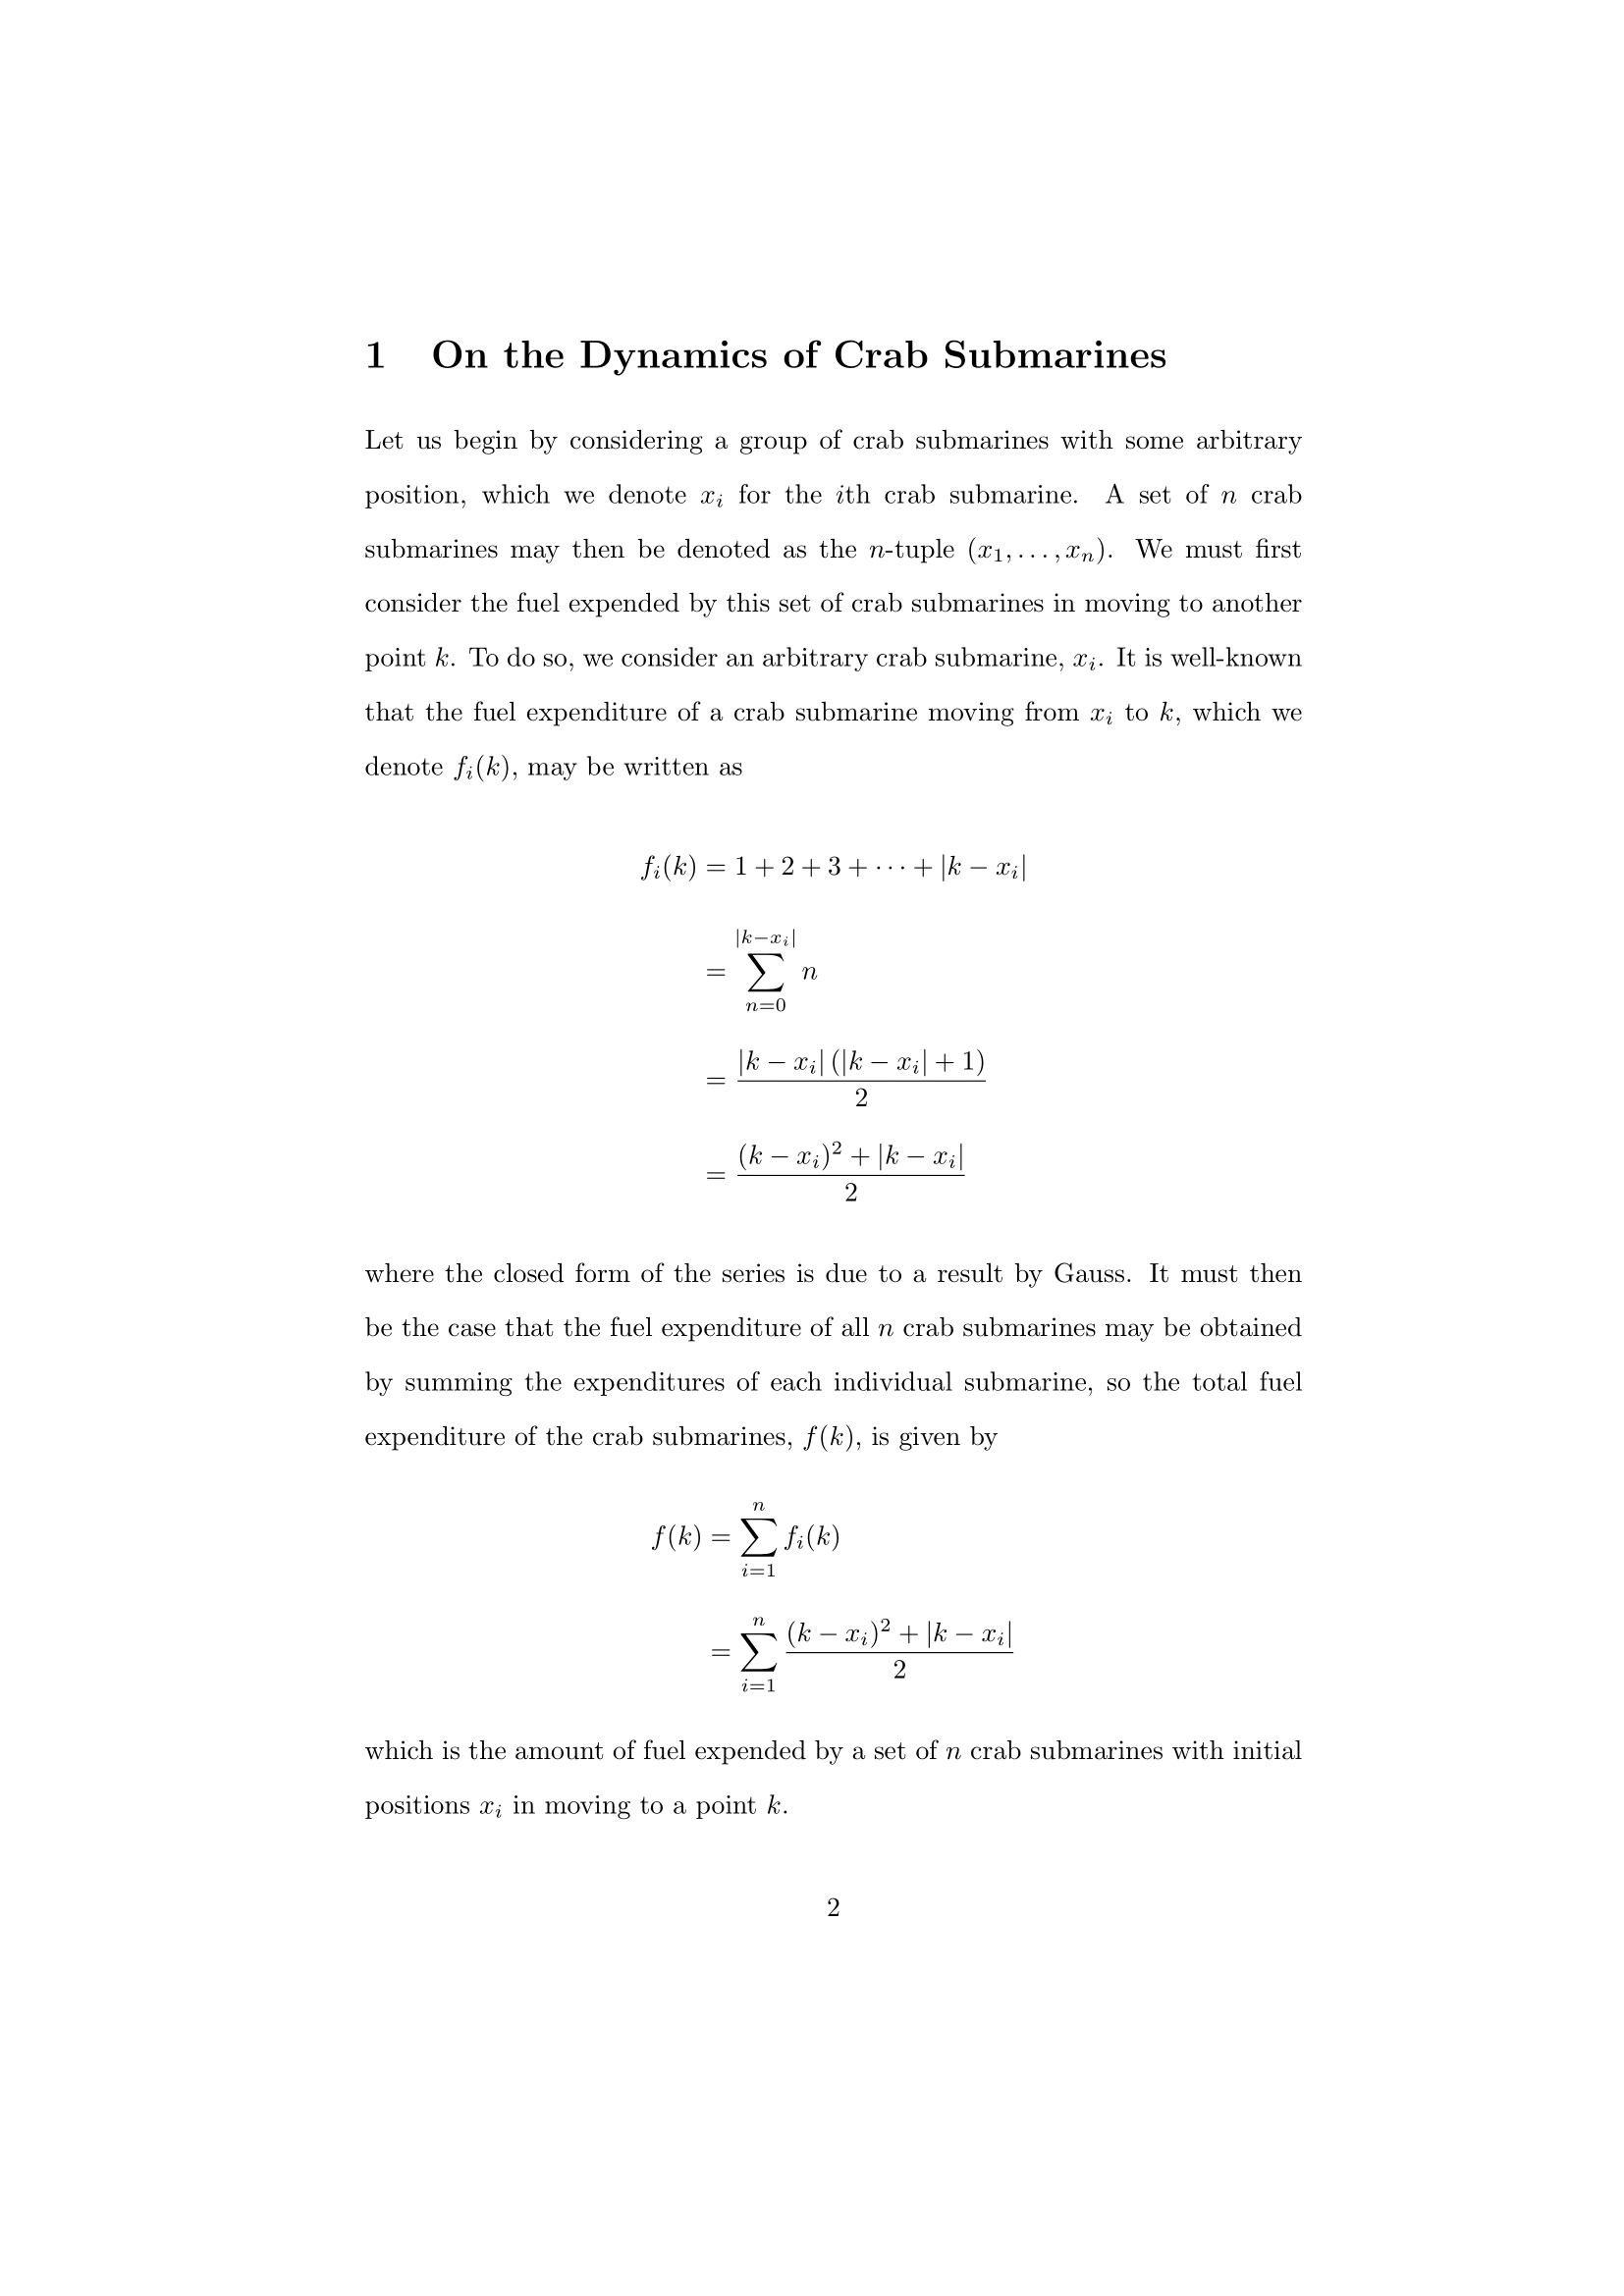 1 On the Dynamics of Crab Submarines
Let us begin by considering a group of crab submarines with some arbitrary
position, which we denote $x_i$ for the $i$th crab submarine. A set of $n$ crab
submarines may then be denoted as the $n$-tuple $(x_1, \ldots, x_n)$. We must first
consider the fuel expended by this set of crab submarines in moving to another
point $k$. To do so, we consider an arbitrary crab submarine, $x_i$. It is well-known
that the fuel expenditure of a crab submarine moving from $x_i$ to $k$, which we
denote $f_i(k)$, may be written as
$f_i(k) = 1 + 2 + 3 + \cdots + |k - x_i|$
$= \sum_{n=0}^{|k-x_i|} n$
$= \frac{|k - x_i| (|k - x_i| + 1)}{2}$
$= \frac{(k - x_i)^2 + |k - x_i|}{2}$
where the closed form of the series is due to a result by Gauss. It must then
be the case that the fuel expenditure of all $n$ crab submarines may be obtained
by summing the expenditures of each individual submarine, so the total fuel
expenditure of the crab submarines, $f(k)$, is given by
$f(k) = \sum_{i=1}^{n} f_i(k)$
$= \sum_{i=1}^{n} \frac{(k - x_i)^2 + |k - x_i|}{2}$
which is the amount of fuel expended by a set of $n$ crab submarines with initial
positions $x_i$ in moving to a point $k$.
2